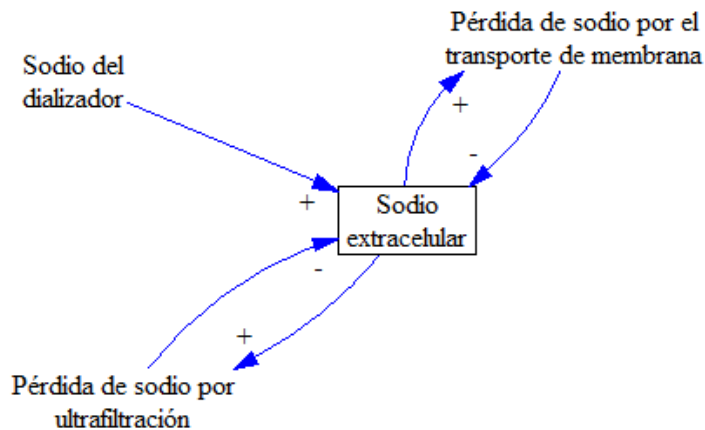 Pérdida de sodio por el
transporte de membrana
Sodio del
dializador
+
-
+
Sodio
extracelular
-
+
Pérdida de sodio por
ultrafiltración